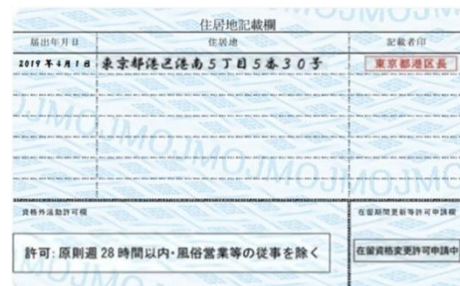 住居地記載欄
届出年月日 住居地 記載者印
2019年4月1日 東京都港区港南5丁目5番30号 東京都港区長
資格外活動許可欄 在留期間更新等許可申請欄
許可：原則週28時間以内・風俗営業等の従事を除く 在留資格変更許可申請中